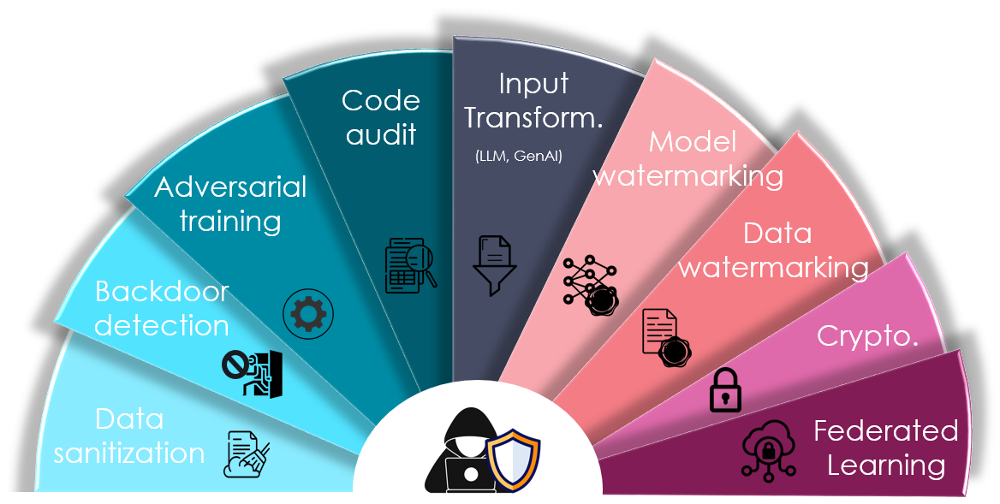 Data
sanitization
Backdoor
detection
Adversarial
training
Code
audit
Input
Transform.
(LLM, GenAI)
Model
watermarking
Data
watermarking
Crypto.
Federated
Learning